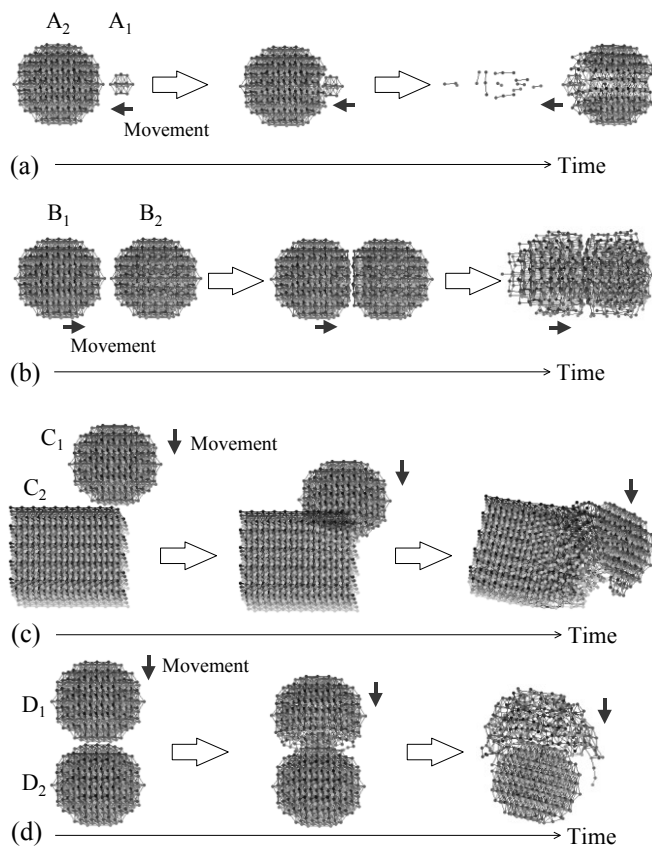 A₂ A₁
Movement
(a) Time
B₁ B₂
Movement
(b) Time
C₁ Movement
C₂
(c) Time
Movement
D₁
D₂
(d) Time